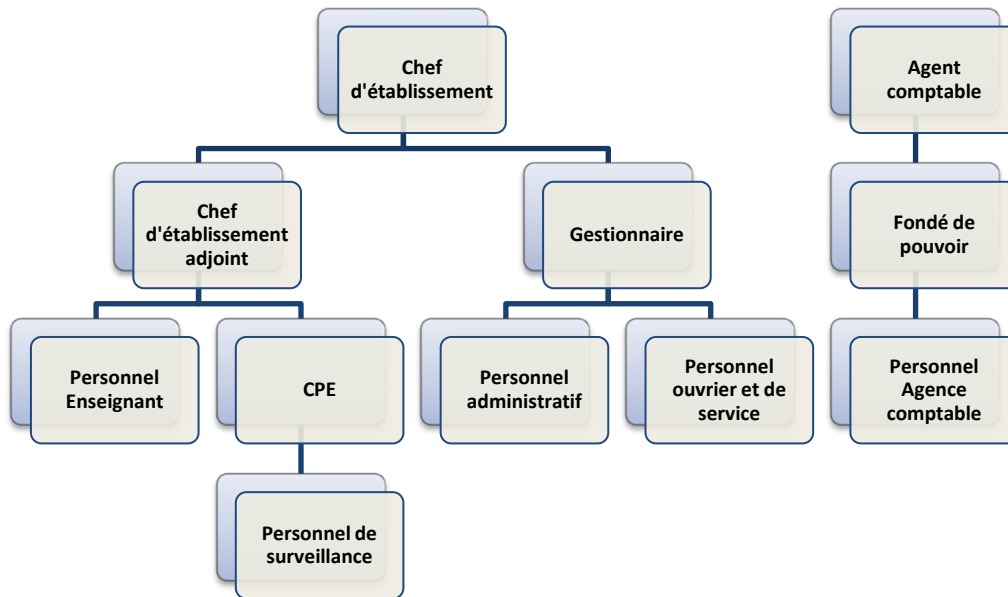 Chef
d'établissement
Agent
comptable
Chef
d'établissement
adjoint
Gestionnaire
Fondé de
pouvoir
Personnel
Enseignant
CPE
Personnel
administratif
Personnel
ouvrier et de
service
Personnel
Agence
comptable
Personnel de
surveillance